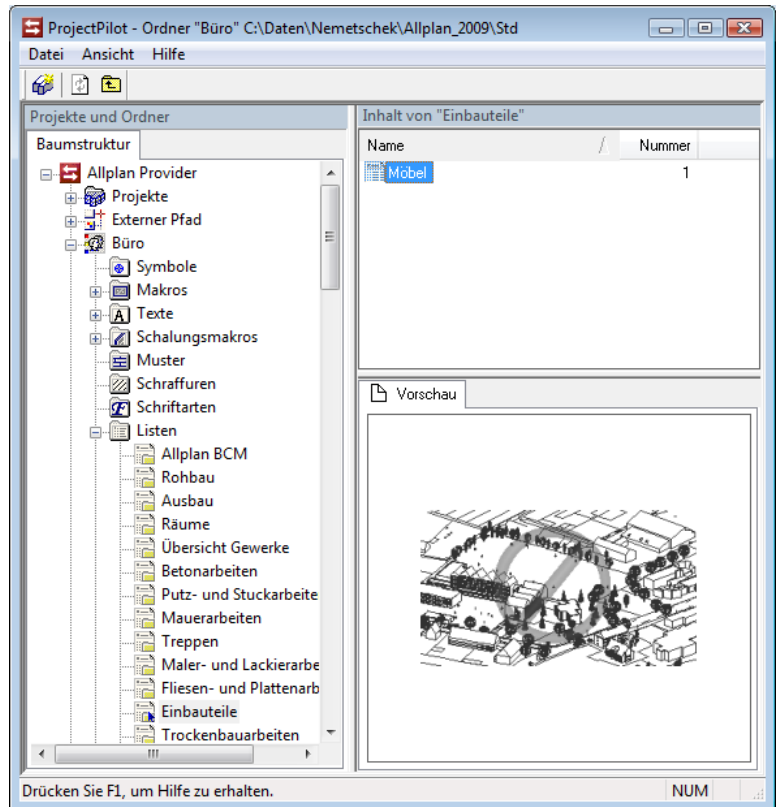 ProjectPilot - Ordner "Büro" C:\Daten\Nemetschek\Allplan_2009\Std
Datei Ansicht Hilfe
Projekte und Ordner
Baumstruktur
Allplan Provider
Projekte
Externer Pfad
Büro
Symbole
Makros
Texte
Schalungsmakros
Muster
Schraffuren
Schriftarten
Listen
Allplan BCM
Rohbau
Ausbau
Räume
Übersicht Gewerke
Betonarbeiten
Putz- und Stuckarbeite
Mauerarbeiten
Treppen
Maler- und Lackierarbe
Fliesen- und Plattenarb
Einbauteile
Trockenbauarbeiten
Inhalt von "Einbauteile"
Name Nummer
Möbel 1
Vorschau
Drücken Sie F1, um Hilfe zu erhalten.
NUM